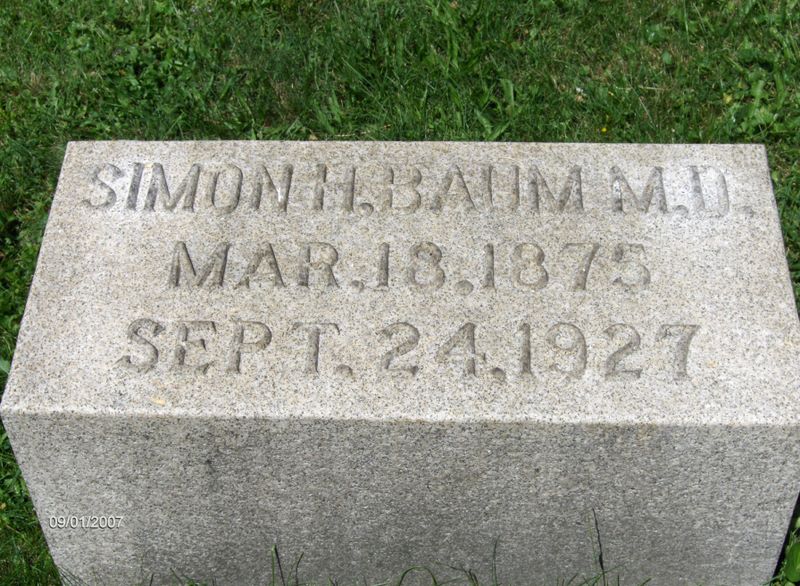 SIMON H. BAUM M.D.
MAR. 18, 1875
SEPT. 24, 1927
09/01/2007